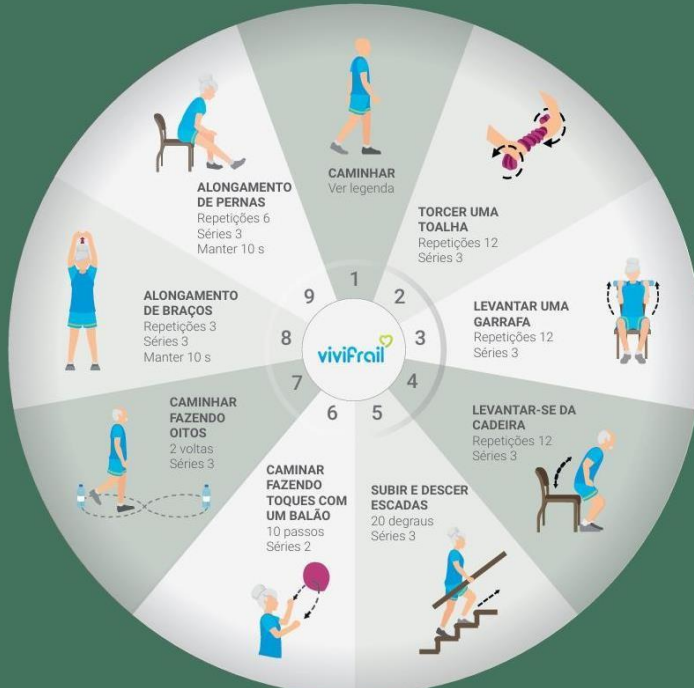 1
CAMINHAR
Ver legenda
2
TORCER UMA
TOALHA
Repetições 12
Séries 3
3
LEVANTAR UMA
GARRAFA
Repetições 12
Séries 3
4
LEVANTAR-SE DA
CADEIRA
Repetições 12
Séries 3
5
SUBIR E DESCER
ESCADAS
20 degraus
Séries 3
6
CAMINAR
FAZENDO
TOQUES COM
UM BALÃO
10 passos
Séries 2
7
CAMINHAR
FAZENDO
OITOS
2 voltas
Séries 3
8
ALONGAMENTO
DE BRAÇOS
Repetições 3
Séries 3
Manter 10 s
9
ALONGAMENTO
DE PERNAS
Repetições 6
Séries 3
Manter 10 s
vivifrail